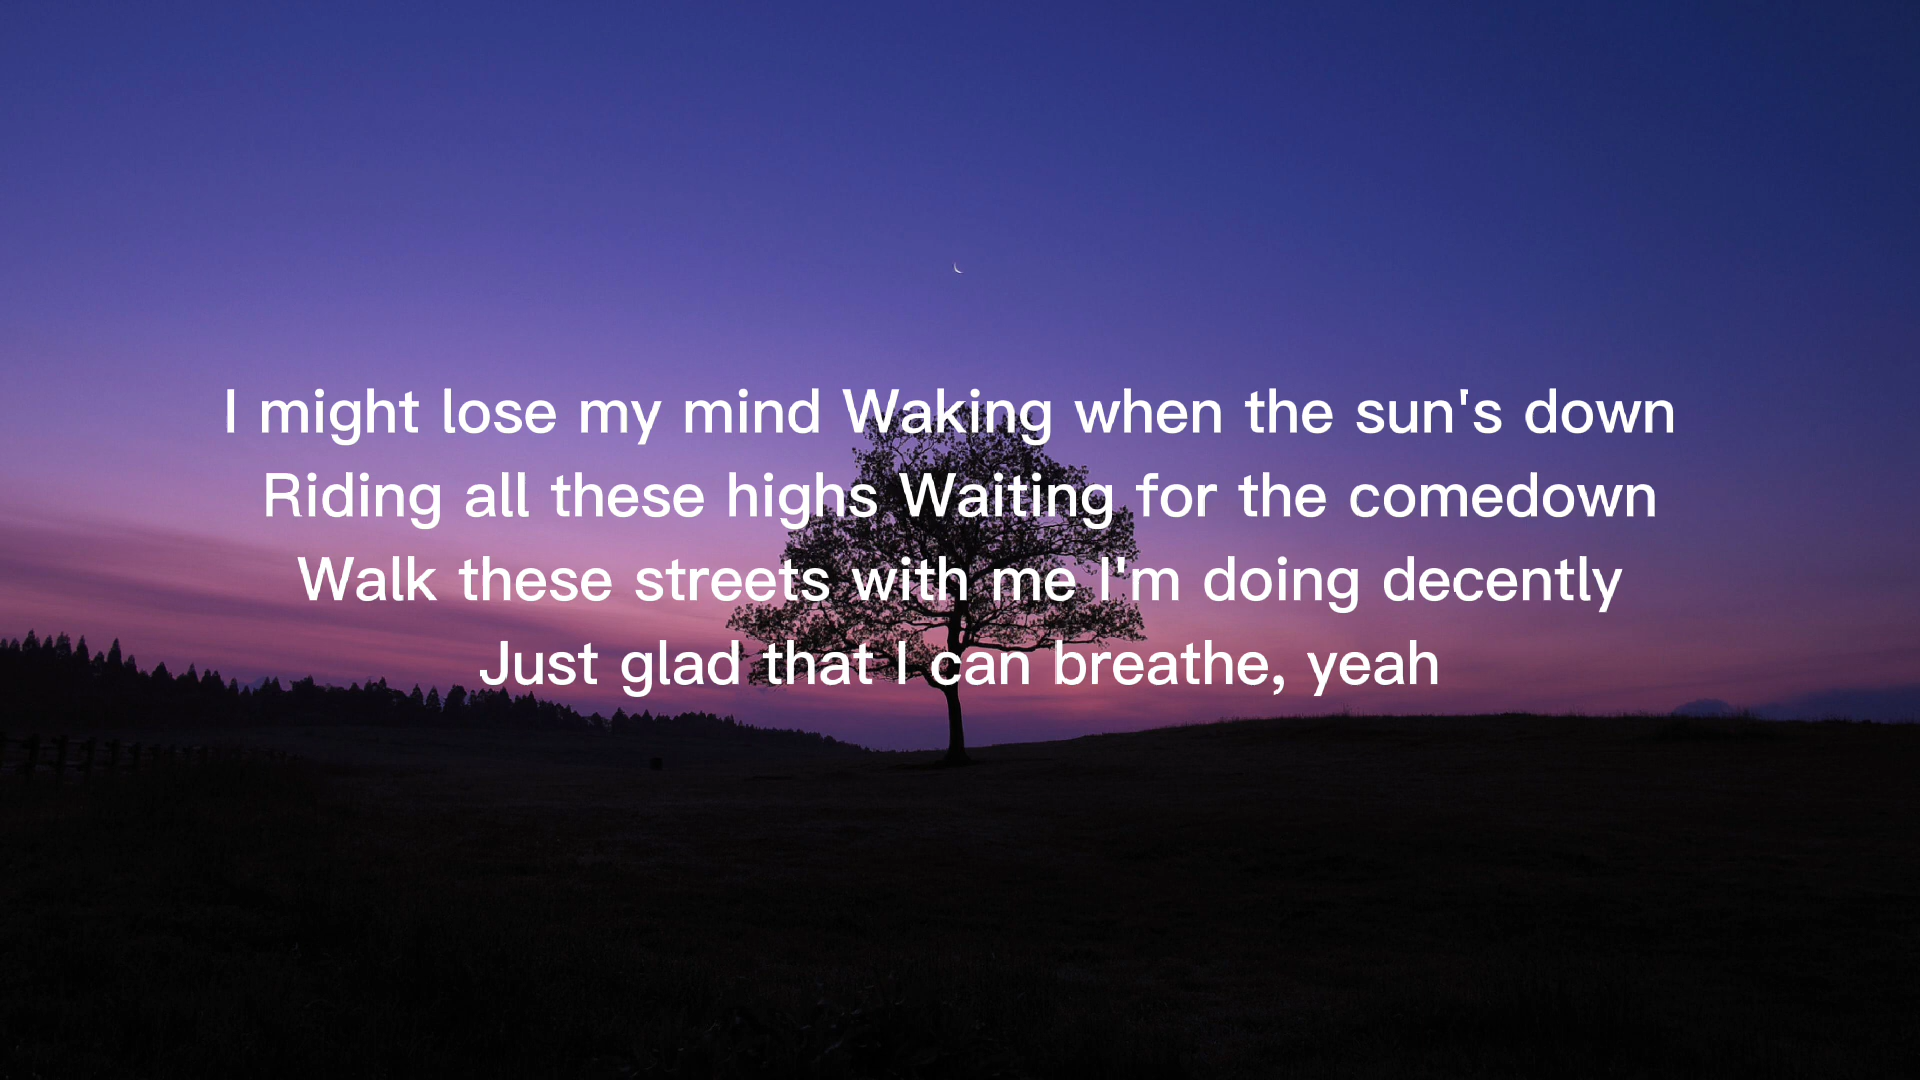 I might lose my mind Waking when the sun's down
Riding all these highs Waiting for the comedown
Walk these streets with me I'm doing decently
Just glad that I can breathe, yeah